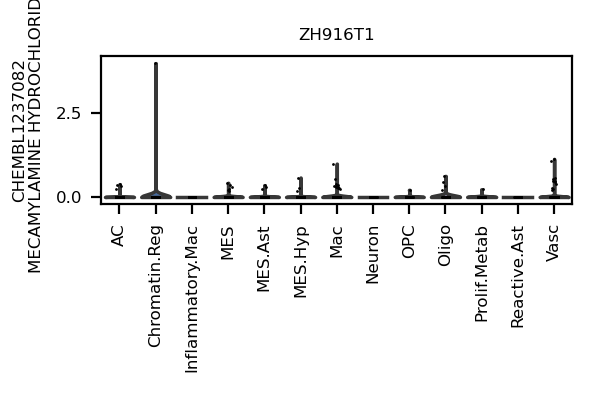 ZH916T1
CHEMBL1237082
MECAMYLAMINE HYDROCHLORID
2.5
0.0
AC
Chromatin.Reg
Inflammatory.Mac
MES
MES.Ast
MES.Hyp
Mac
Neuron
OPC
Oligo
Prolif.Metab
Reactive.Ast
Vasc